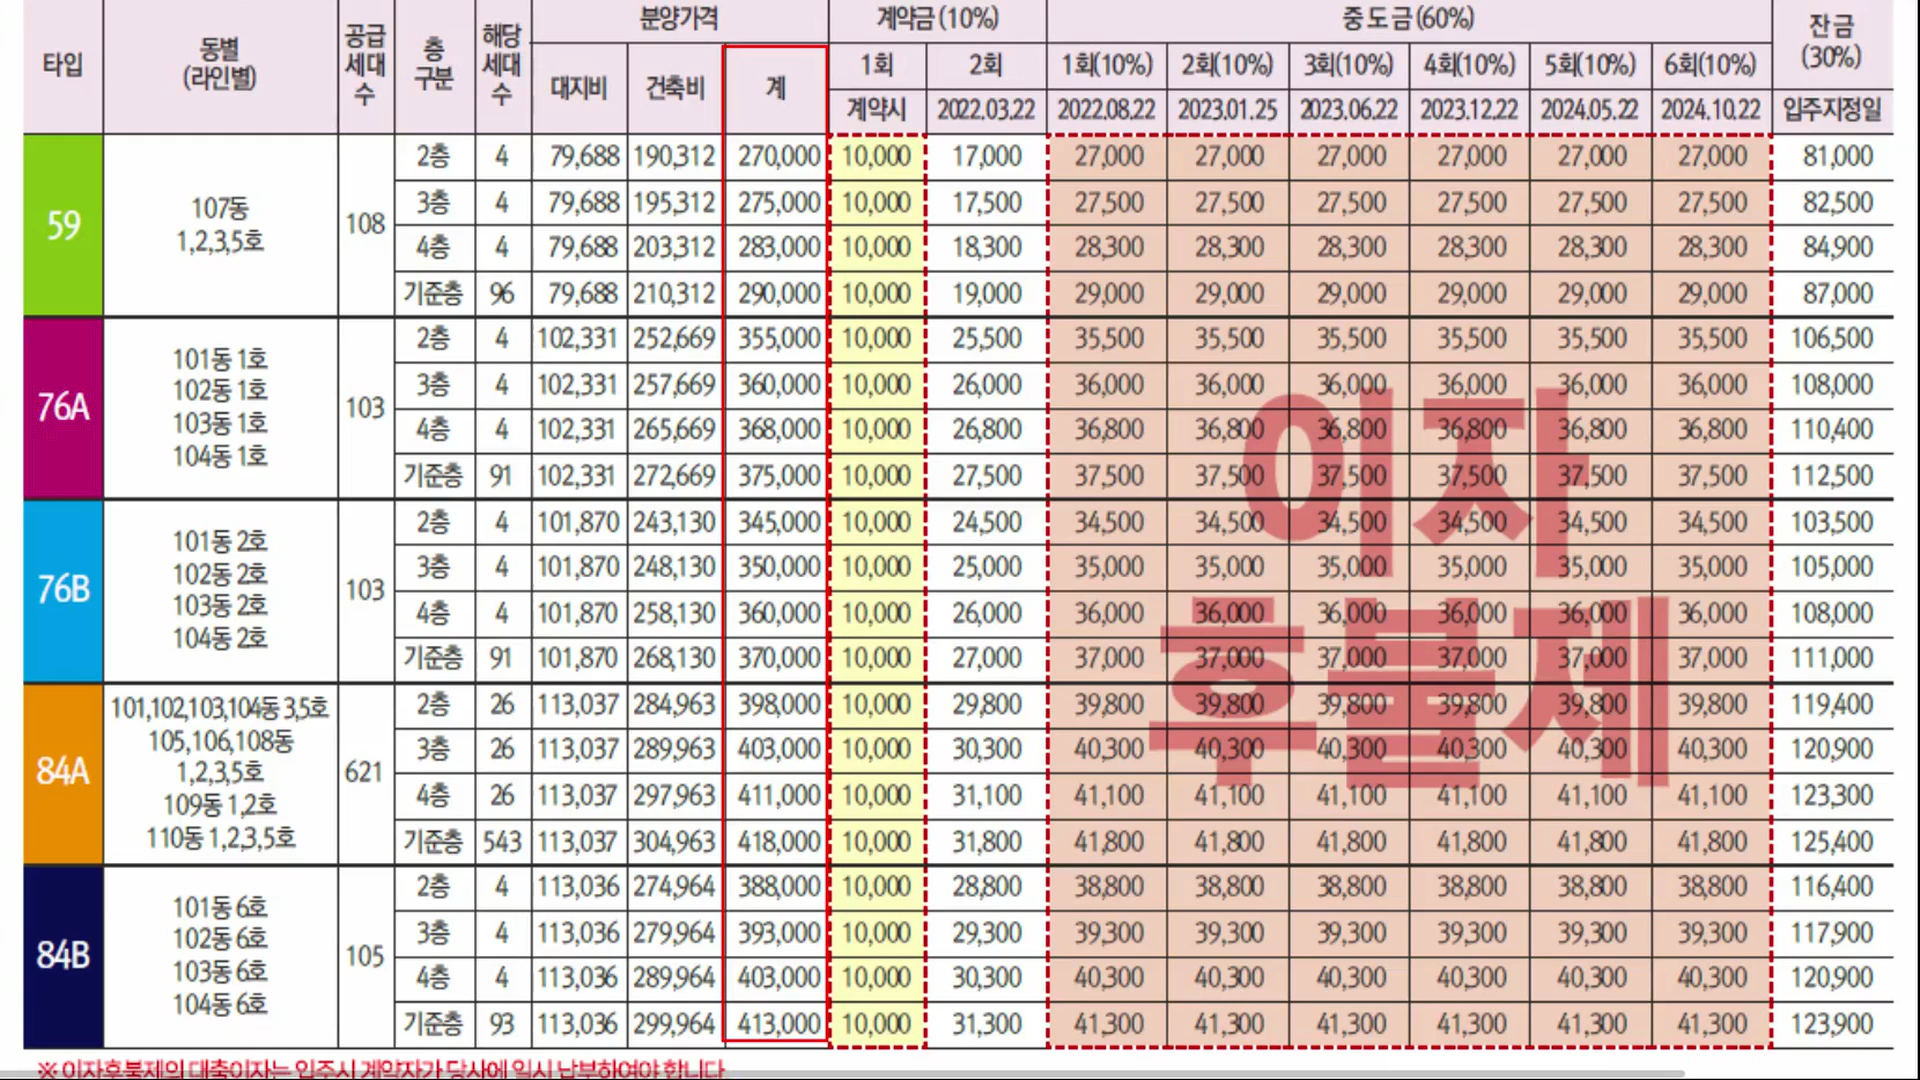 타입 동별 (라인별) 공급 세대 수 층 구분 해당 세대 수 분양가격 계약금 (10%) 중도금 (60%) 잔금 (30%)
대지비 건축비 계 1회 2회 1회(10%) 2회(10%) 3회(10%) 4회(10%) 5회(10%) 6회(10%)
계약시 2022.03.22 2022.08.22 2023.01.25 2023.06.22 2023.12.22 2024.05.22 2024.10.22 입주지정일
59 107동 1,2,3,5호 108
2층 4 79,688 190,312 270,000 10,000 17,000 27,000 27,000 27,000 27,000 27,000 27,000 81,000
3층 4 79,688 195,312 275,000 10,000 17,500 27,500 27,500 27,500 27,500 27,500 27,500 82,500
4층 4 79,688 203,312 283,000 10,000 18,300 28,300 28,300 28,300 28,300 28,300 28,300 84,900
기준층 96 79,688 210,312 290,000 10,000 19,000 29,000 29,000 29,000 29,000 29,000 29,000 87,000
76A 101동 1호 102동 1호 103동 1호 104동 1호 103
2층 4 102,331 252,669 355,000 10,000 25,500 35,500 35,500 35,500 35,500 35,500 35,500 106,500
3층 4 102,331 257,669 360,000 10,000 26,000 36,000 36,000 36,000 36,000 36,000 36,000 108,000
4층 4 102,331 265,669 368,000 10,000 26,800 36,800 36,800 36,800 36,800 36,800 36,800 110,400
기준층 91 102,331 272,669 375,000 10,000 27,500 37,500 37,500 37,500 37,500 37,500 37,500 112,500
76B 101동 2호 102동 2호 103동 2호 104동 2호 103
2층 4 101,870 243,130 345,000 10,000 24,500 34,500 34,500 34,500 34,500 34,500 34,500 103,500
3층 4 101,870 248,130 350,000 10,000 25,000 35,000 35,000 35,000 35,000 35,000 35,000 105,000
4층 4 101,870 258,130 360,000 10,000 26,000 36,000 36,000 36,000 36,000 36,000 36,000 108,000
기준층 91 101,870 268,130 370,000 10,000 27,000 37,000 37,000 37,000 37,000 37,000 37,000 111,000
84A 101,102,103,104동 3,5호 105,106,108동 1,2,3,5호 109동 1,2호 110동 1,2,3,5호 621
2층 26 113,037 284,963 398,000 10,000 29,800 39,800 39,800 39,800 39,800 39,800 39,800 119,400
3층 26 113,037 289,963 403,000 10,000 30,300 40,300 40,300 40,300 40,300 40,300 40,300 120,900
4층 26 113,037 297,963 411,000 10,000 31,100 41,100 41,100 41,100 41,100 41,100 41,100 123,300
기준층 543 113,037 304,963 418,000 10,000 31,800 41,800 41,800 41,800 41,800 41,800 41,800 125,400
84B 101동 6호 102동 6호 103동 6호 104동 6호 105
2층 4 113,036 274,964 388,000 10,000 28,800 38,800 38,800 38,800 38,800 38,800 38,800 116,400
3층 4 113,036 279,964 393,000 10,000 29,300 39,300 39,300 39,300 39,300 39,300 39,300 117,900
4층 4 113,036 289,964 403,000 10,000 30,300 40,300 40,300 40,300 40,300 40,300 40,300 120,900
기준층 93 113,036 299,964 413,000 10,000 31,300 41,300 41,300 41,300 41,300 41,300 41,300 123,900
이자
후불제
※ 이자후불제의 대출이자는 입주시 계약자가 당사에 일시 납부하여야 합니다.